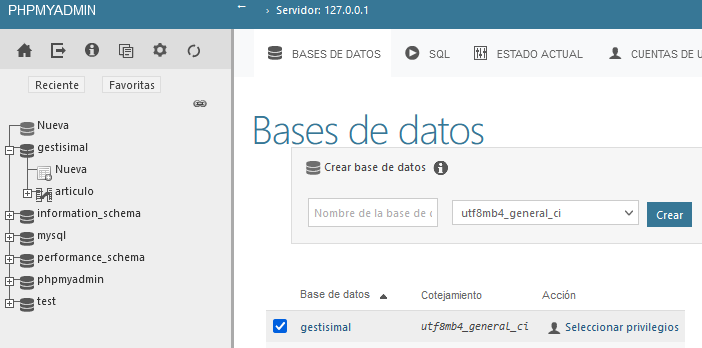 PHPMYADMIN
Reciente
Favoritas
Nueva
gestisimal
Nueva
articulo
information_schema
mysql
performance_schema
phpmyadmin
test
← › Servidor: 127.0.0.1
BASES DE DATOS
SQL
ESTADO ACTUAL
CUENTAS DE U
Bases de datos
Crear base de datos
Nombre de la base de
utf8mb4_general_ci
Crear
Base de datos
Cotejamiento
Acción
gestisimal
utf8mb4_general_ci
Seleccionar privilegios